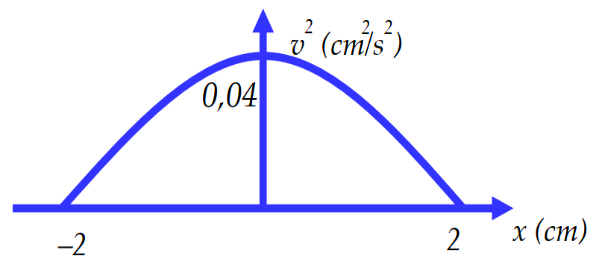 v² (cm²/s²)
0,04
–2
2
x (cm)